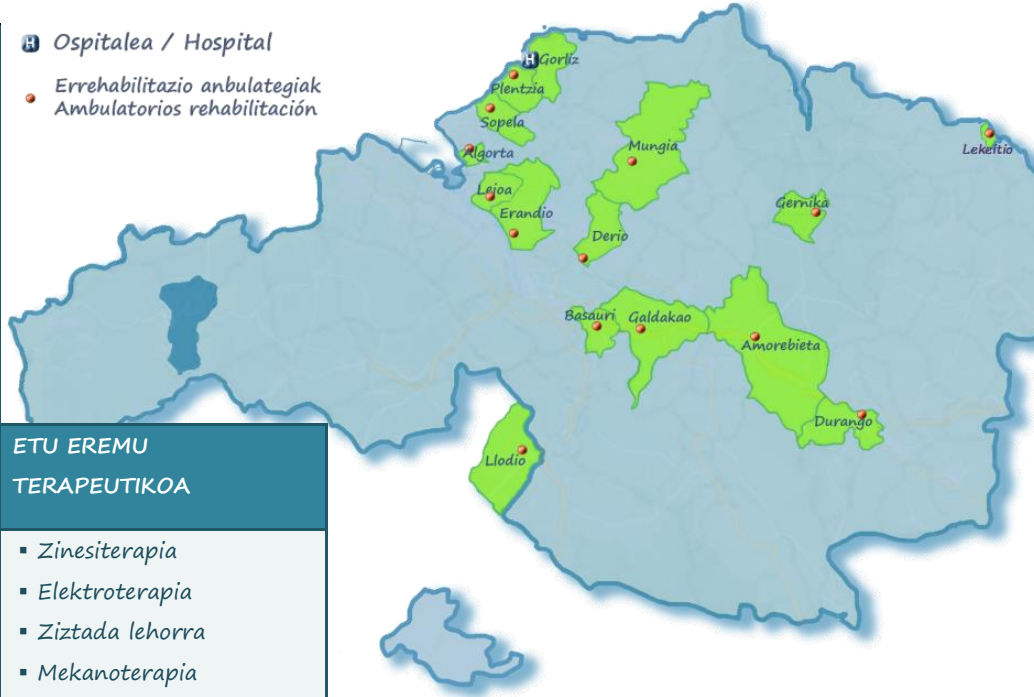 H Ospitalea / Hospital
Errehabilitazio anbulategiak
Ambulatorios rehabilitación
H Gorliz
Plentzia
Sopela
Algorta
Mungia
Lekeitio
Lejoa
Gernika
Erandio
Derio
Basauri
Galdakao
Amorebieta
Durango
Llodio
ETU EREMU
TERAPEUTIKOA
▪ Zinesiterapia
▪ Elektroterapia
▪ Ziztada lehorra
▪ Mekanoterapia